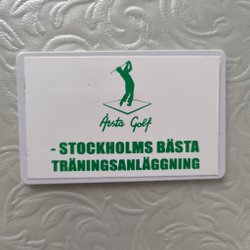 Årsta Golf
- STOCKHOLMS BÄSTA
TRÄNINGSANLÄGGNING